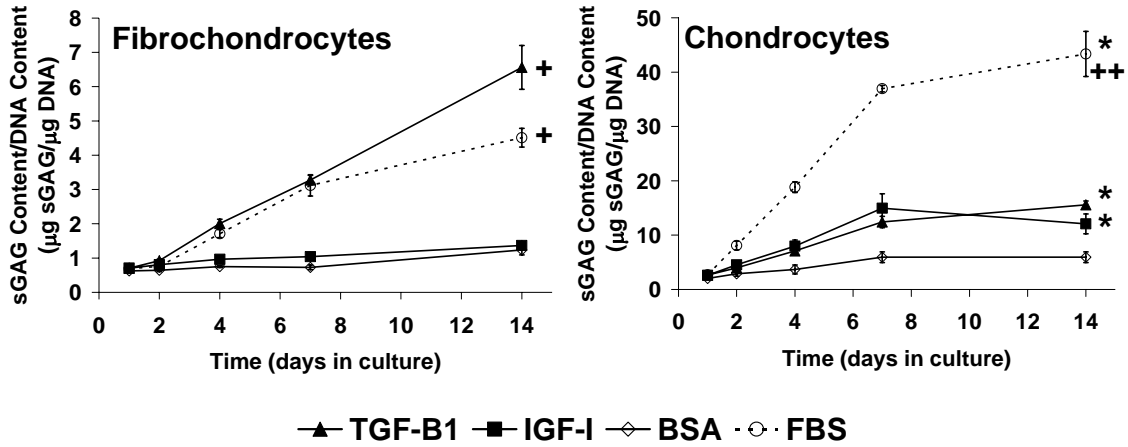 Fibrochondrocytes
sGAG Content/DNA Content
(µg sGAG/µg DNA)
8
7
6
5
4
3
2
1
0
+
+
0 2 4 6 8 10 12 14
Time (days in culture)
Chondrocytes
sGAG Content/DNA Content
(µg sGAG/µg DNA)
50
40
30
20
10
0
*
++
*
*
0 2 4 6 8 10 12 14
Time (days in culture)
TGF-B1 IGF-I BSA FBS